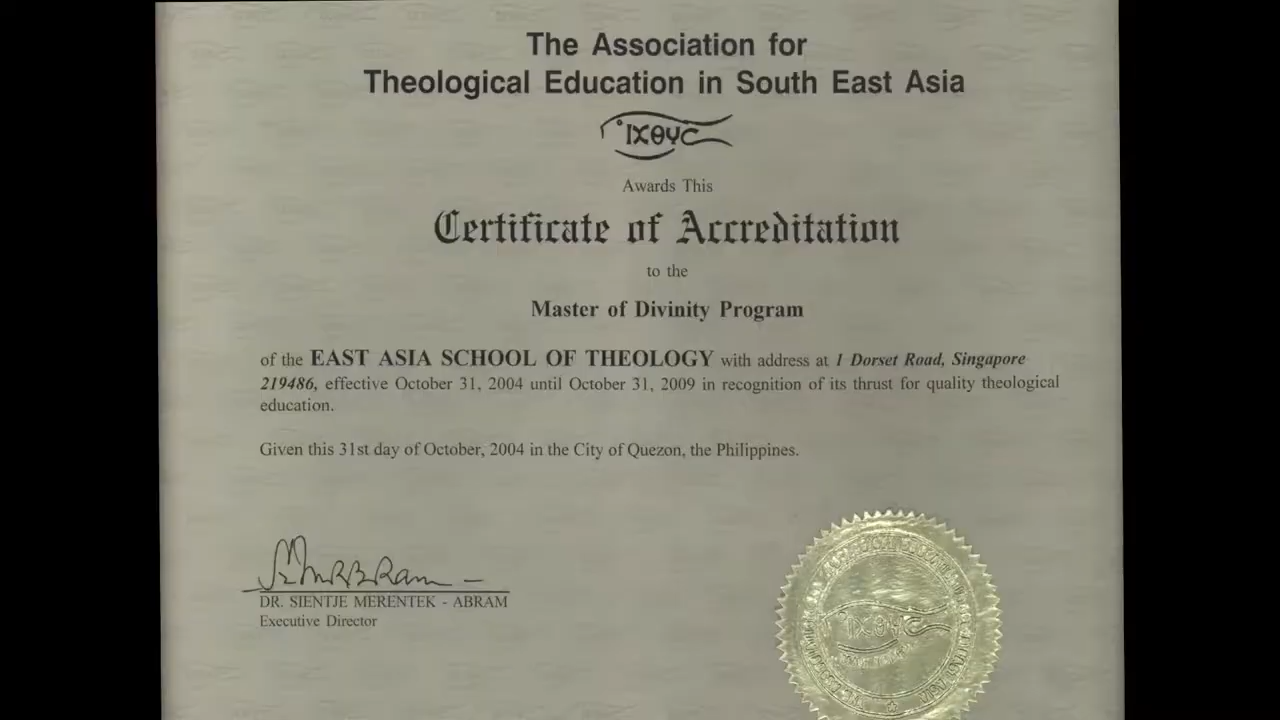 The Association for
Theological Education in South East Asia
ΙΧΘΥC
Awards This
Certificate of Accreditation
to the
Master of Divinity Program
of the EAST ASIA SCHOOL OF THEOLOGY with address at 1 Dorset Road, Singapore
219486, effective October 31, 2004 until October 31, 2009 in recognition of its thrust for quality theological
education.
Given this 31st day of October, 2004 in the City of Quezon, the Philippines.
DR. SIENTJE MERENTEK - ABRAM
Executive Director
ΙΧΘΥC